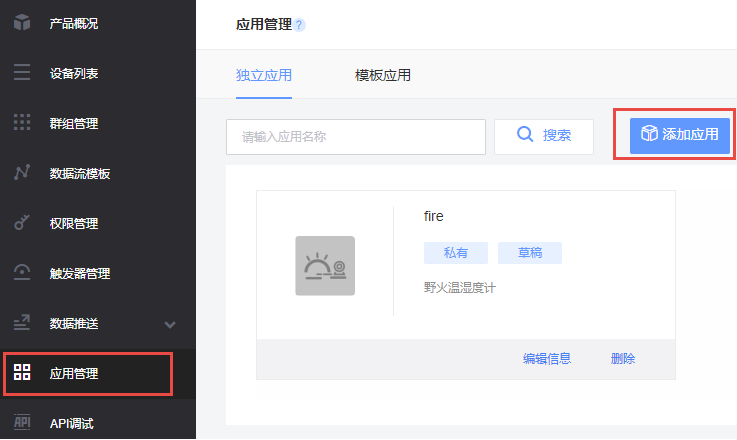 产品概况
设备列表
群组管理
数据流模板
权限管理
触发器管理
数据推送
应用管理
API API调试
应用管理?
独立应用 模板应用
请输入应用名称 搜索 添加应用
fire
私有 草稿
野火温湿度计
编辑信息 删除